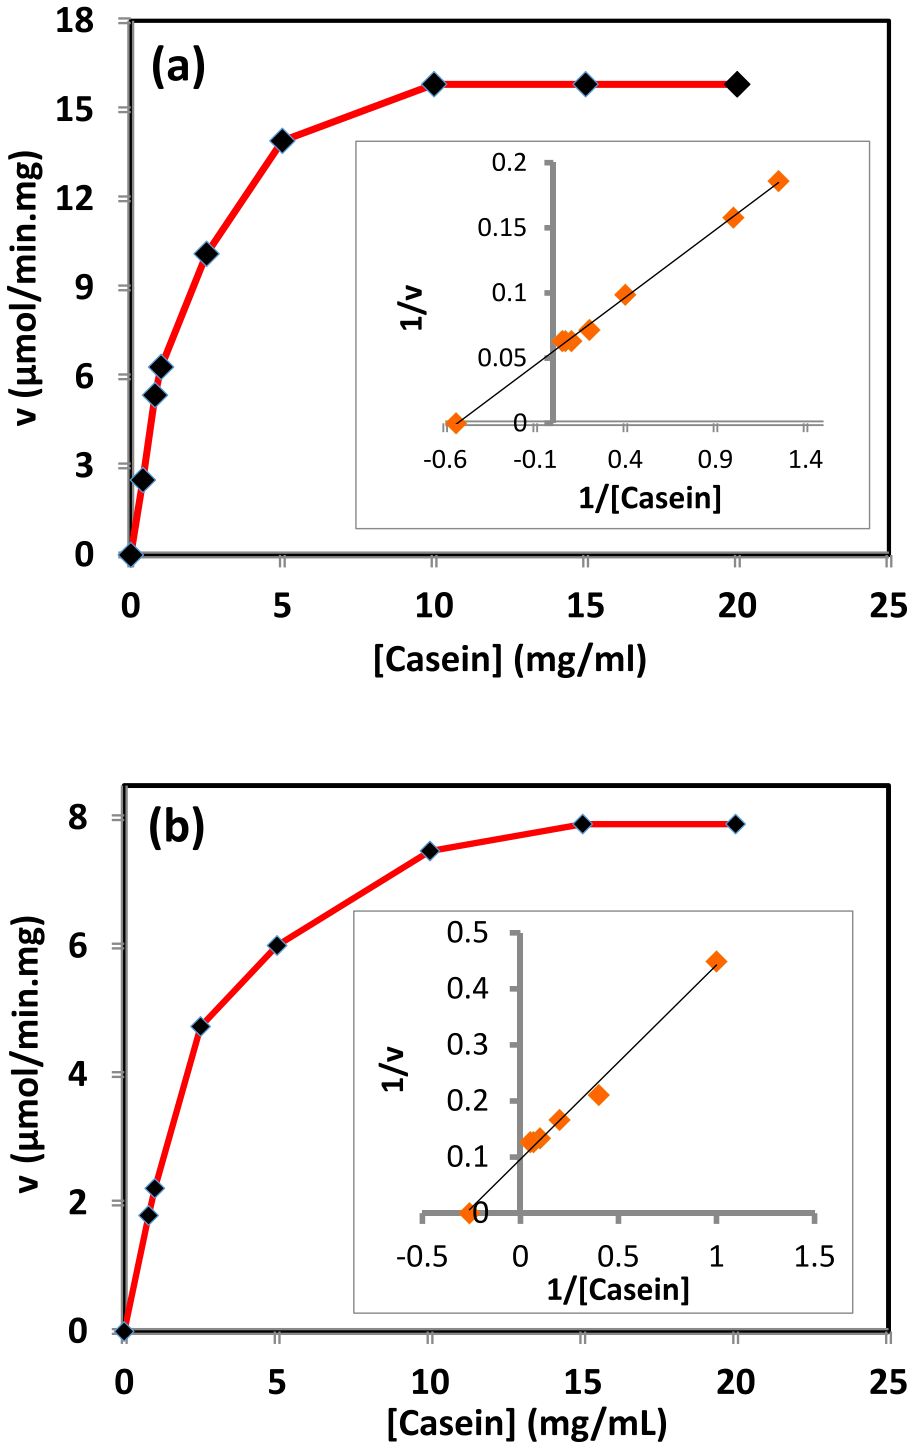 (a)
18
15
12
9
6
3
0
v (μmol/min.mg)
0 5 10 15 20 25
[Casein] (mg/ml)
0.2
0.15
0.1
0.05
0
1/v
-0.6 -0.1 0.4 0.9 1.4
1/[Casein]
(b)
8
6
4
2
0
v (μmol/min.mg)
0 5 10 15 20 25
[Casein] (mg/mL)
0.5
0.4
0.3
0.2
0.1
0
1/v
-0.5 0 0.5 1 1.5
1/[Casein]